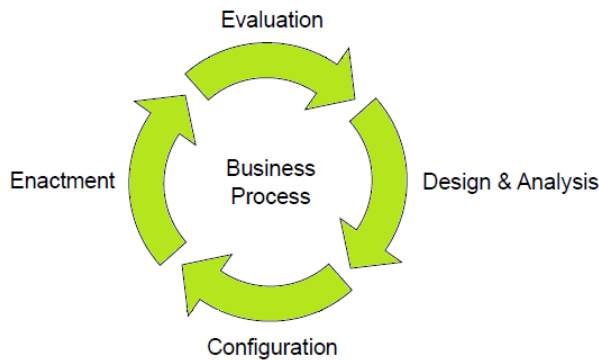 Evaluation
Enactment
Business
Process
Design & Analysis
Configuration